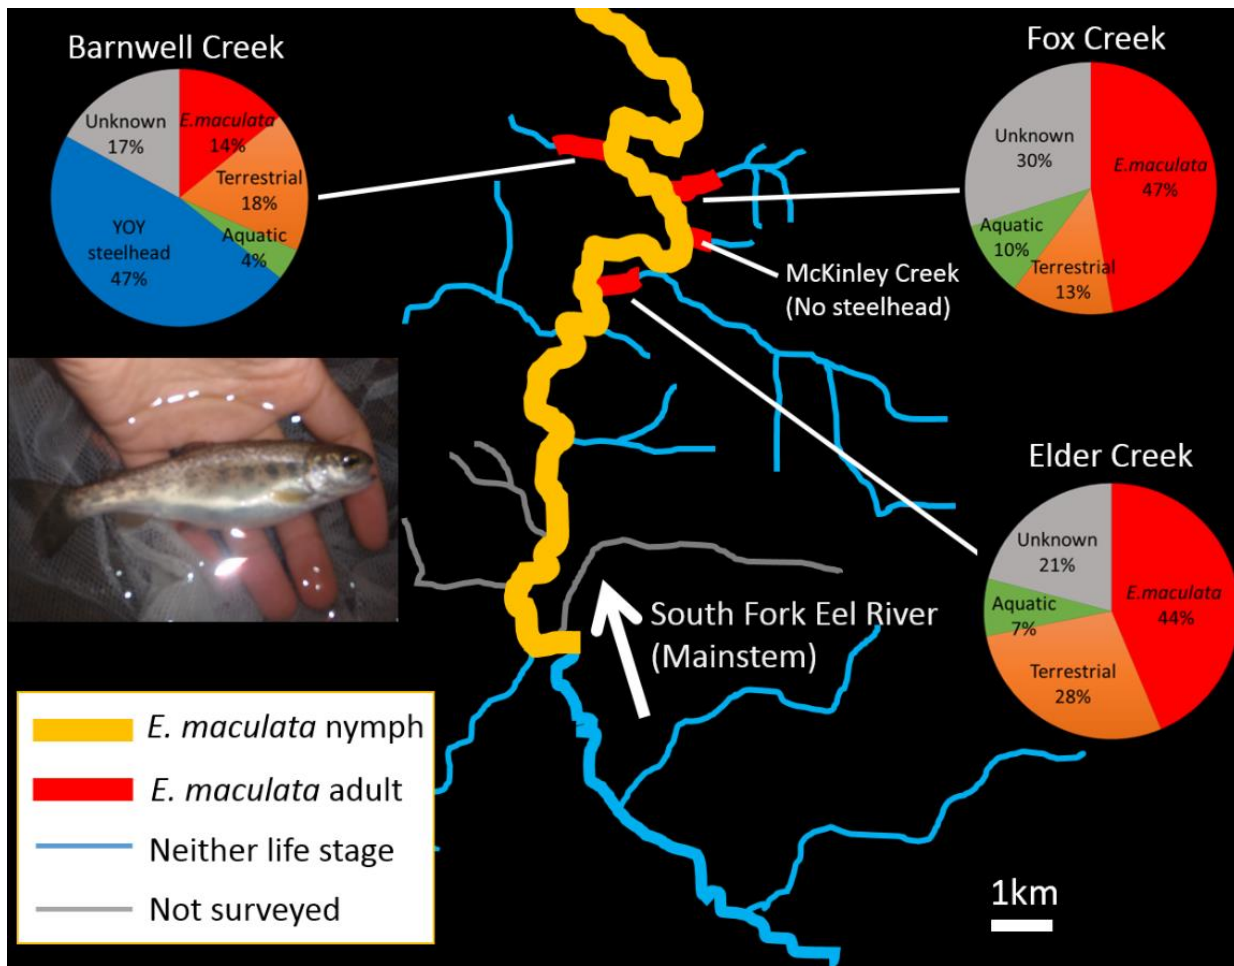 Barnwell Creek
Unknown
17%
E.maculata
14%
Terrestrial
18%
Aquatic
4%
YOY
steelhead
47%
Fox Creek
Unknown
30%
E.maculata
47%
Aquatic
10%
Terrestrial
13%
McKinley Creek
(No steelhead)
Elder Creek
Unknown
21%
E.maculata
44%
Aquatic
7%
Terrestrial
28%
South Fork Eel River
(Mainstem)
E. maculata nymph
E. maculata adult
Neither life stage
Not surveyed
1km